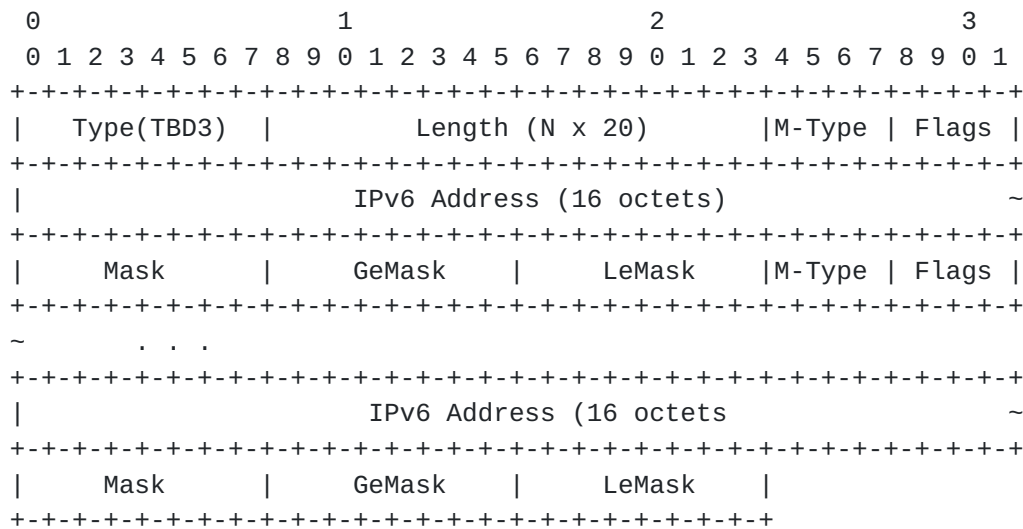 0                   1                   2                   3
 0 1 2 3 4 5 6 7 8 9 0 1 2 3 4 5 6 7 8 9 0 1 2 3 4 5 6 7 8 9 0 1
+-+-+-+-+-+-+-+-+-+-+-+-+-+-+-+-+-+-+-+-+-+-+-+-+-+-+-+-+-+-+-+-+
|   Type(TBD3)  |         Length (N x 20)       |M-Type | Flags |
+-+-+-+-+-+-+-+-+-+-+-+-+-+-+-+-+-+-+-+-+-+-+-+-+-+-+-+-+-+-+-+-+
|                     IPv6 Address (16 octets)                  ~
+-+-+-+-+-+-+-+-+-+-+-+-+-+-+-+-+-+-+-+-+-+-+-+-+-+-+-+-+-+-+-+-+
|     Mask      |     GeMask    |     LeMask    |M-Type | Flags |
+-+-+-+-+-+-+-+-+-+-+-+-+-+-+-+-+-+-+-+-+-+-+-+-+-+-+-+-+-+-+-+-+
~       . . .
+-+-+-+-+-+-+-+-+-+-+-+-+-+-+-+-+-+-+-+-+-+-+-+-+-+-+-+-+-+-+-+-+
|                      IPv6 Address (16 octets                  ~
+-+-+-+-+-+-+-+-+-+-+-+-+-+-+-+-+-+-+-+-+-+-+-+-+-+-+-+-+-+-+-+-+
|     Mask      |     GeMask    |     LeMask    |
+-+-+-+-+-+-+-+-+-+-+-+-+-+-+-+-+-+-+-+-+-+-+-+-+